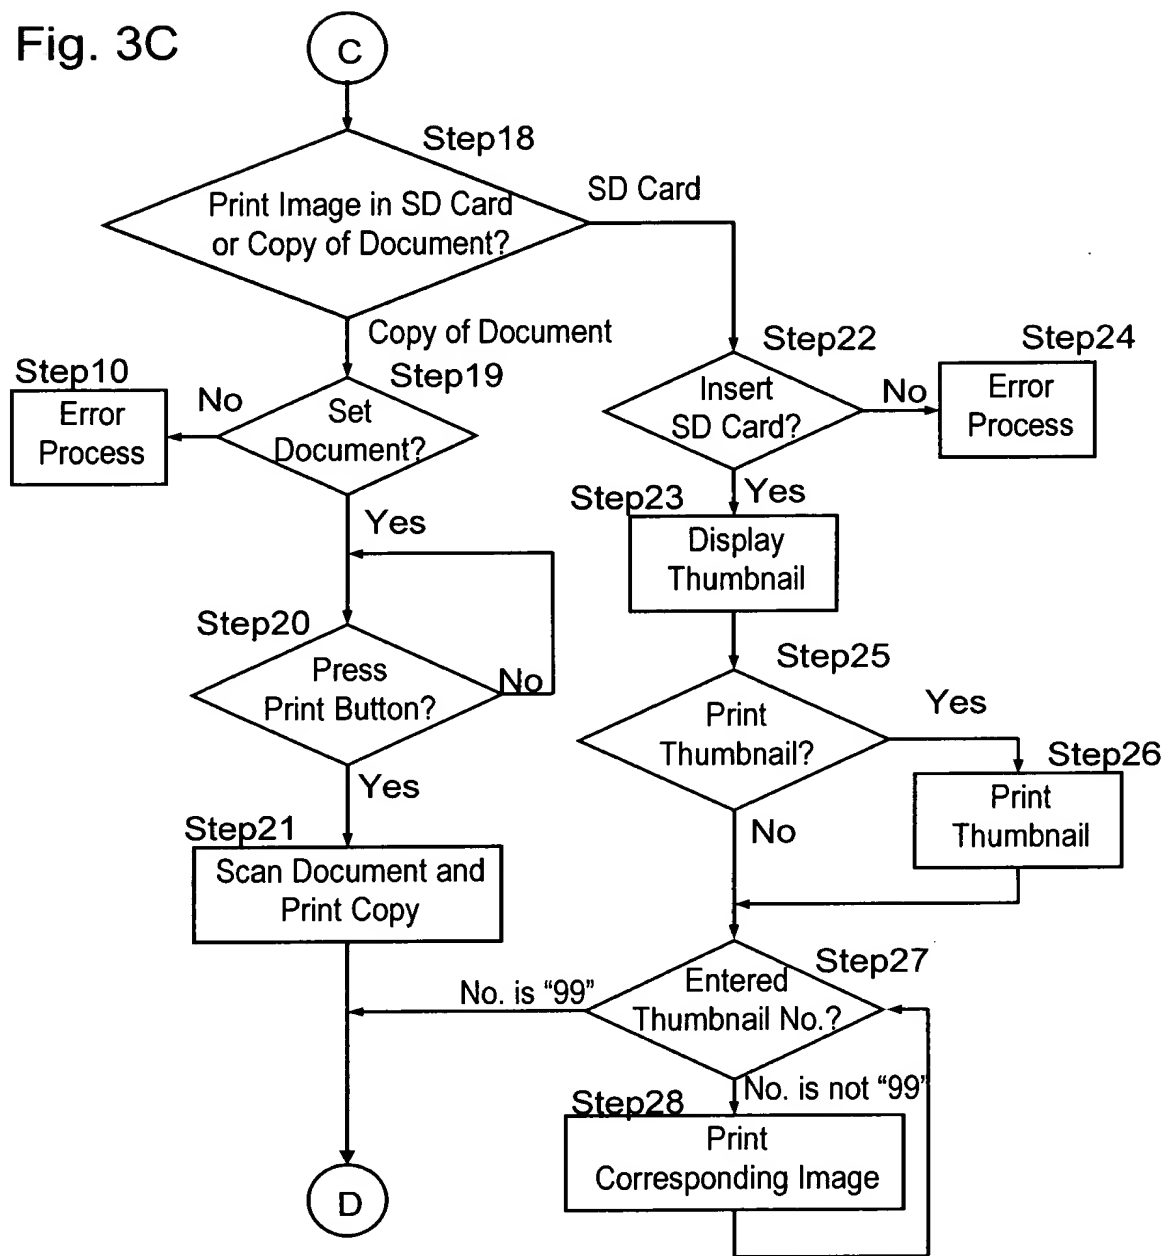 Fig. 3C
C
Step18
Print Image in SD Card
or Copy of Document?
SD Card
Copy of Document
Step10
Error
Process
No
Step19
Set
Document?
Yes
Step22
Insert
SD Card?
No
Step24
Error
Process
Yes
Step23
Display
Thumbnail
Step20
Press
Print Button?
No
Yes
Step25
Print
Thumbnail?
Yes
Step26
Print
Thumbnail
No
Step21
Scan Document and
Print Copy
Step27
Entered
Thumbnail No.?
No. is “99”
No. is not “99”
Step28
Print
Corresponding Image
D